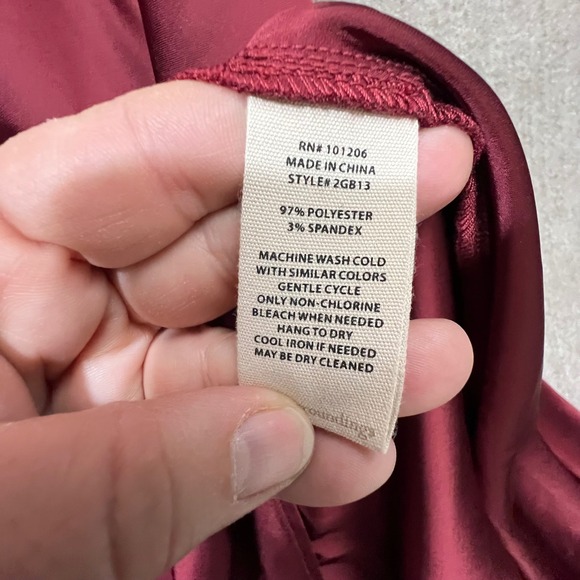 RN# 101206
MADE IN CHINA
STYLE# 2GB13
97% POLYESTER
3% SPANDEX
MACHINE WASH COLD
WITH SIMILAR COLORS
GENTLE CYCLE
ONLY NON-CHLORINE
BLEACH WHEN NEEDED
HANG TO DRY
COOL IRON IF NEEDED
MAY BE DRY CLEANED